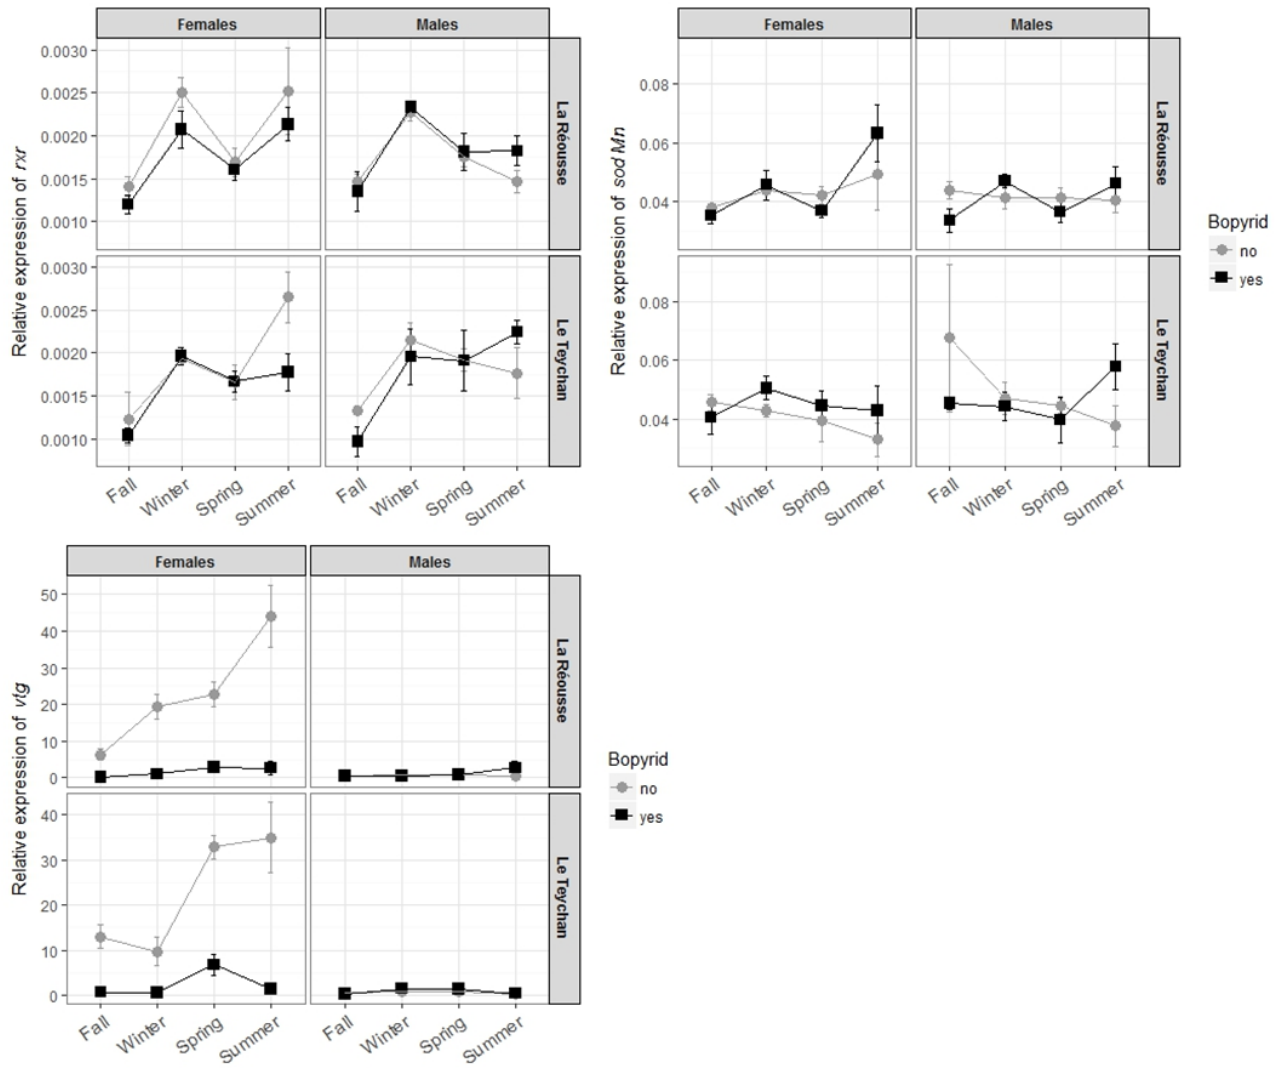 Females
Males
Relative expression of rxr
0.0030
0.0025
0.0020
0.0015
0.0010
La Réousse
0.0030
0.0025
0.0020
0.0015
0.0010
Le Teychan
Fall
Winter
Spring
Summer
Fall
Winter
Spring
Summer
Females
Males
Relative expression of sod Mn
0.08
0.06
0.04
La Réousse
0.08
0.06
0.04
Le Teychan
Fall
Winter
Spring
Summer
Fall
Winter
Spring
Summer
Bopyrid
no
yes
Females
Males
Relative expression of vtg
50
40
30
20
10
0
La Réousse
40
30
20
10
0
Le Teychan
Fall
Winter
Spring
Summer
Fall
Winter
Spring
Summer
Bopyrid
no
yes